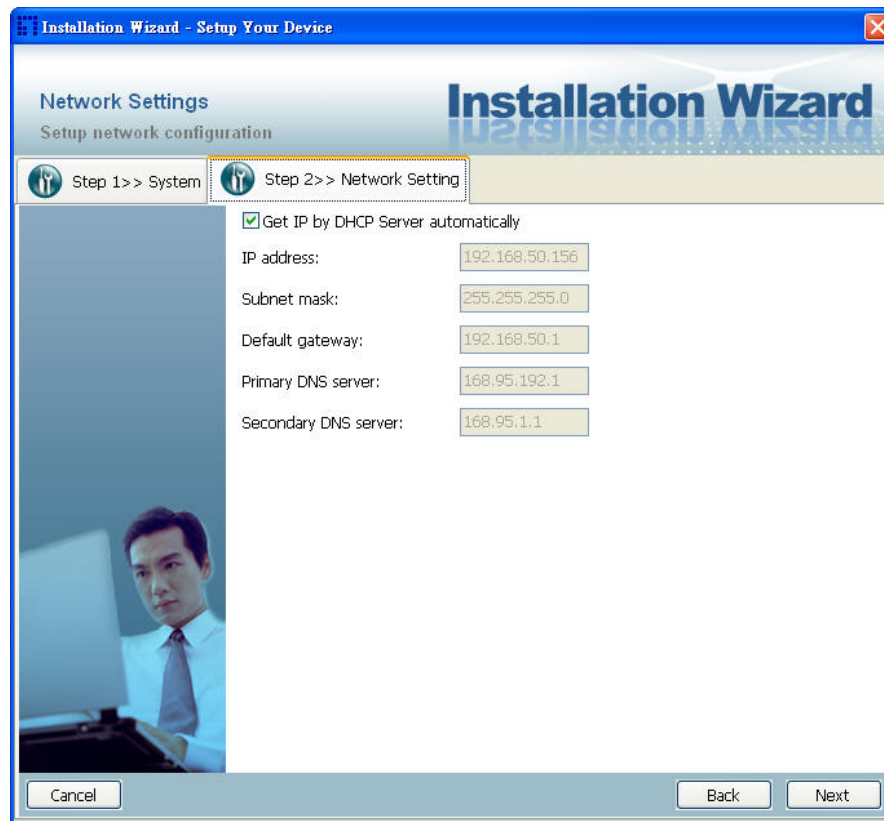 Installation Wizard - Setup Your Device
Network Settings
Installation Wizard
Setup network configuration
Step 1>> System
Step 2>> Network Setting
Get IP by DHCP Server automatically
IP address: 192.168.50.156
Subnet mask: 255.255.255.0
Default gateway: 192.168.50.1
Primary DNS server: 168.95.192.1
Secondary DNS server: 168.95.1.1
Cancel
Back
Next